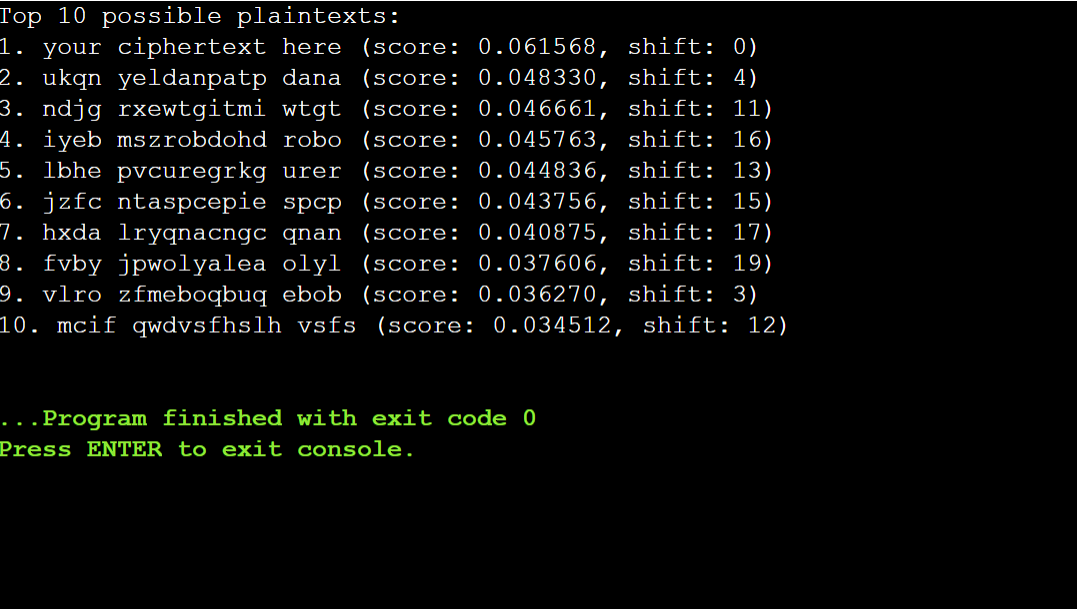 Top 10 possible plaintexts:
1. your ciphertext here (score: 0.061568, shift: 0)
2. ukqn yeldanpatp dana (score: 0.048330, shift: 4)
3. ndjg rxewtgitmi wtgt (score: 0.046661, shift: 11)
4. iyeb mszrobdohd robo (score: 0.045763, shift: 16)
5. lbhe pvcuregrkg urer (score: 0.044836, shift: 13)
6. jzfc ntaspcepie spcp (score: 0.043756, shift: 15)
7. hxda lryqnacngc qnan (score: 0.040875, shift: 17)
8. fvby jpwolyalea olyl (score: 0.037606, shift: 19)
9. vlro zfmeboqbuq ebob (score: 0.036270, shift: 3)
10. mcif qwdvsfhslh vsfs (score: 0.034512, shift: 12)
...Program finished with exit code 0
Press ENTER to exit console.